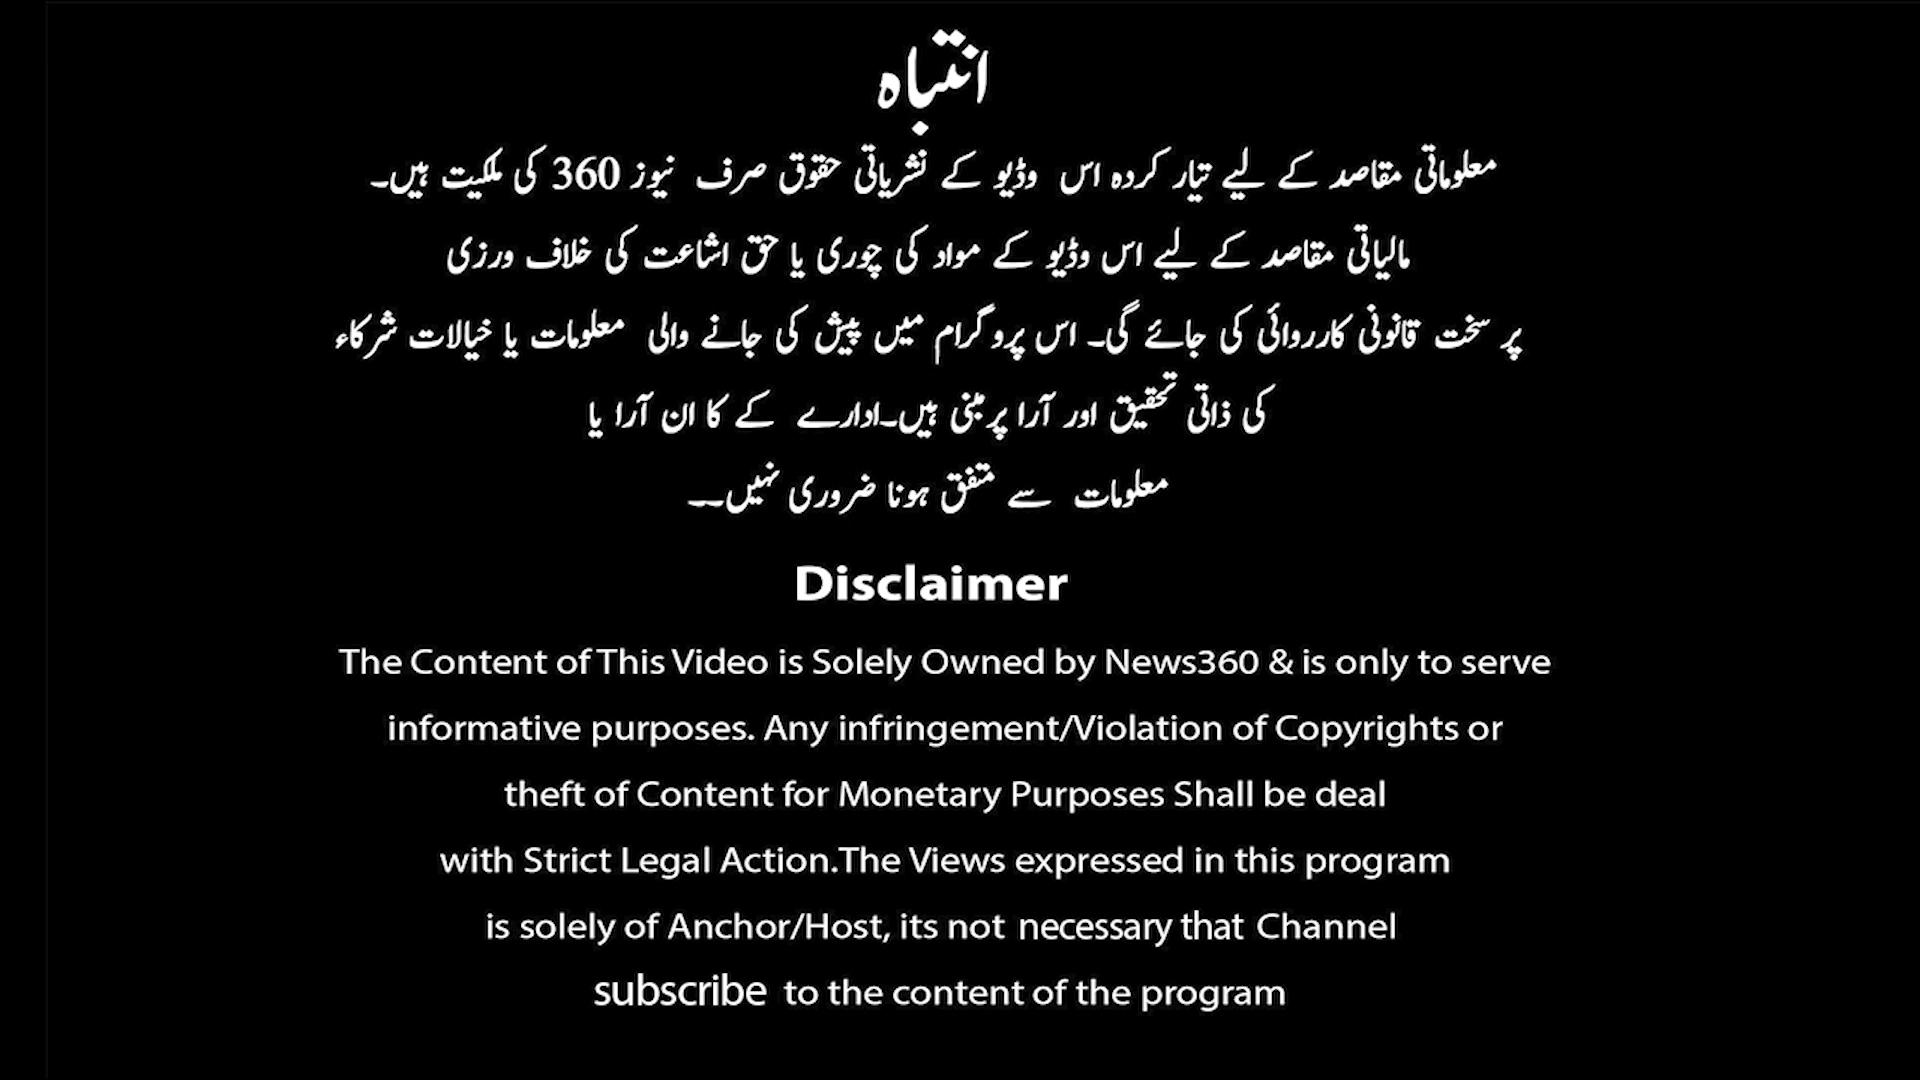 انتباہ
معلوماتی مقاصد کے لیے تیار کردہ اس وڈیو کے نشریاتی حقوق صرف نیوز 360 کی ملکیت ہیں۔
مالیاتی مقاصد کے لیے اس وڈیو کے مواد کی چوری یا حق اشاعت کی خلاف ورزی
پر سخت قانونی کارروائی کی جائے گی۔ اس پروگرام میں پیش کی جانے والی معلومات یا خیالات شرکاء
کی ذاتی تحقیق اور آرا پر مبنی ہیں۔ادارے کے کا ان آرا یا
معلومات سے متفق ہونا ضروری نہیں۔۔
Disclaimer
The Content of This Video is Solely Owned by News360 & is only to serve
informative purposes. Any infringement/Violation of Copyrights or
theft of Content for Monetary Purposes Shall be deal
with Strict Legal Action.The Views expressed in this program
is solely of Anchor/Host, its not necessary that Channel
subscribe to the content of the program